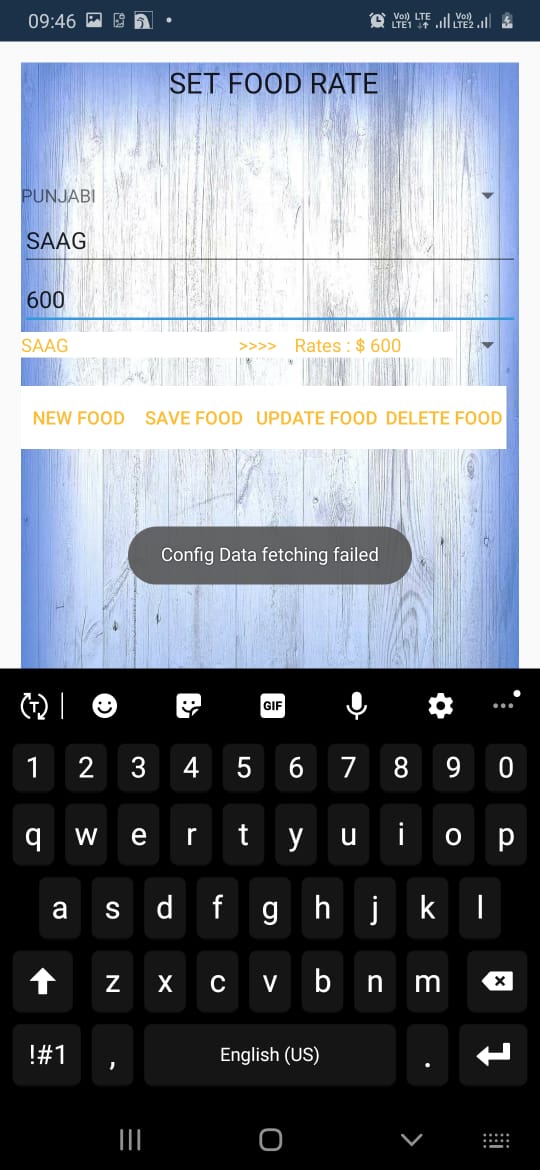 09:46 Vo) LTE Vo)
LTE1 LTE2
SET FOOD RATE
PUNJABI
SAAG
600
SAAG >>>> Rates : $ 600
NEW FOOD SAVE FOOD UPDATE FOOD DELETE FOOD
Config Data fetching failed
T GIF
1 2 3 4 5 6 7 8 9 0
q w e r t y u i o p
a s d f g h j k l
z x c v b n m
!#1 , English (US) .